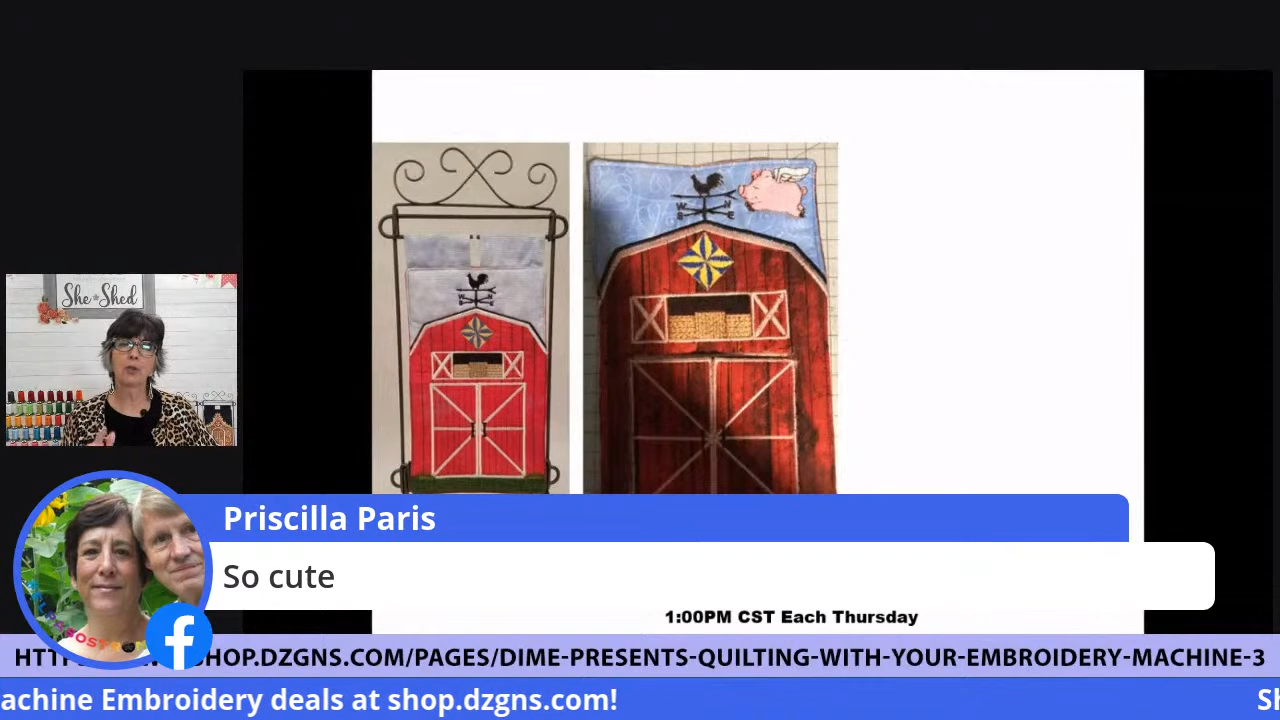 She Shed
W
E
S
Priscilla Paris
So cute
1:00PM CST Each Thursday
SHOP.DZGNS.COM/PAGES/DIME-PRESENTS-QUILTING-WITH-YOUR-EMBROIDERY-MACHINE-3
achine Embroidery deals at shop.dzgns.com!
Sh